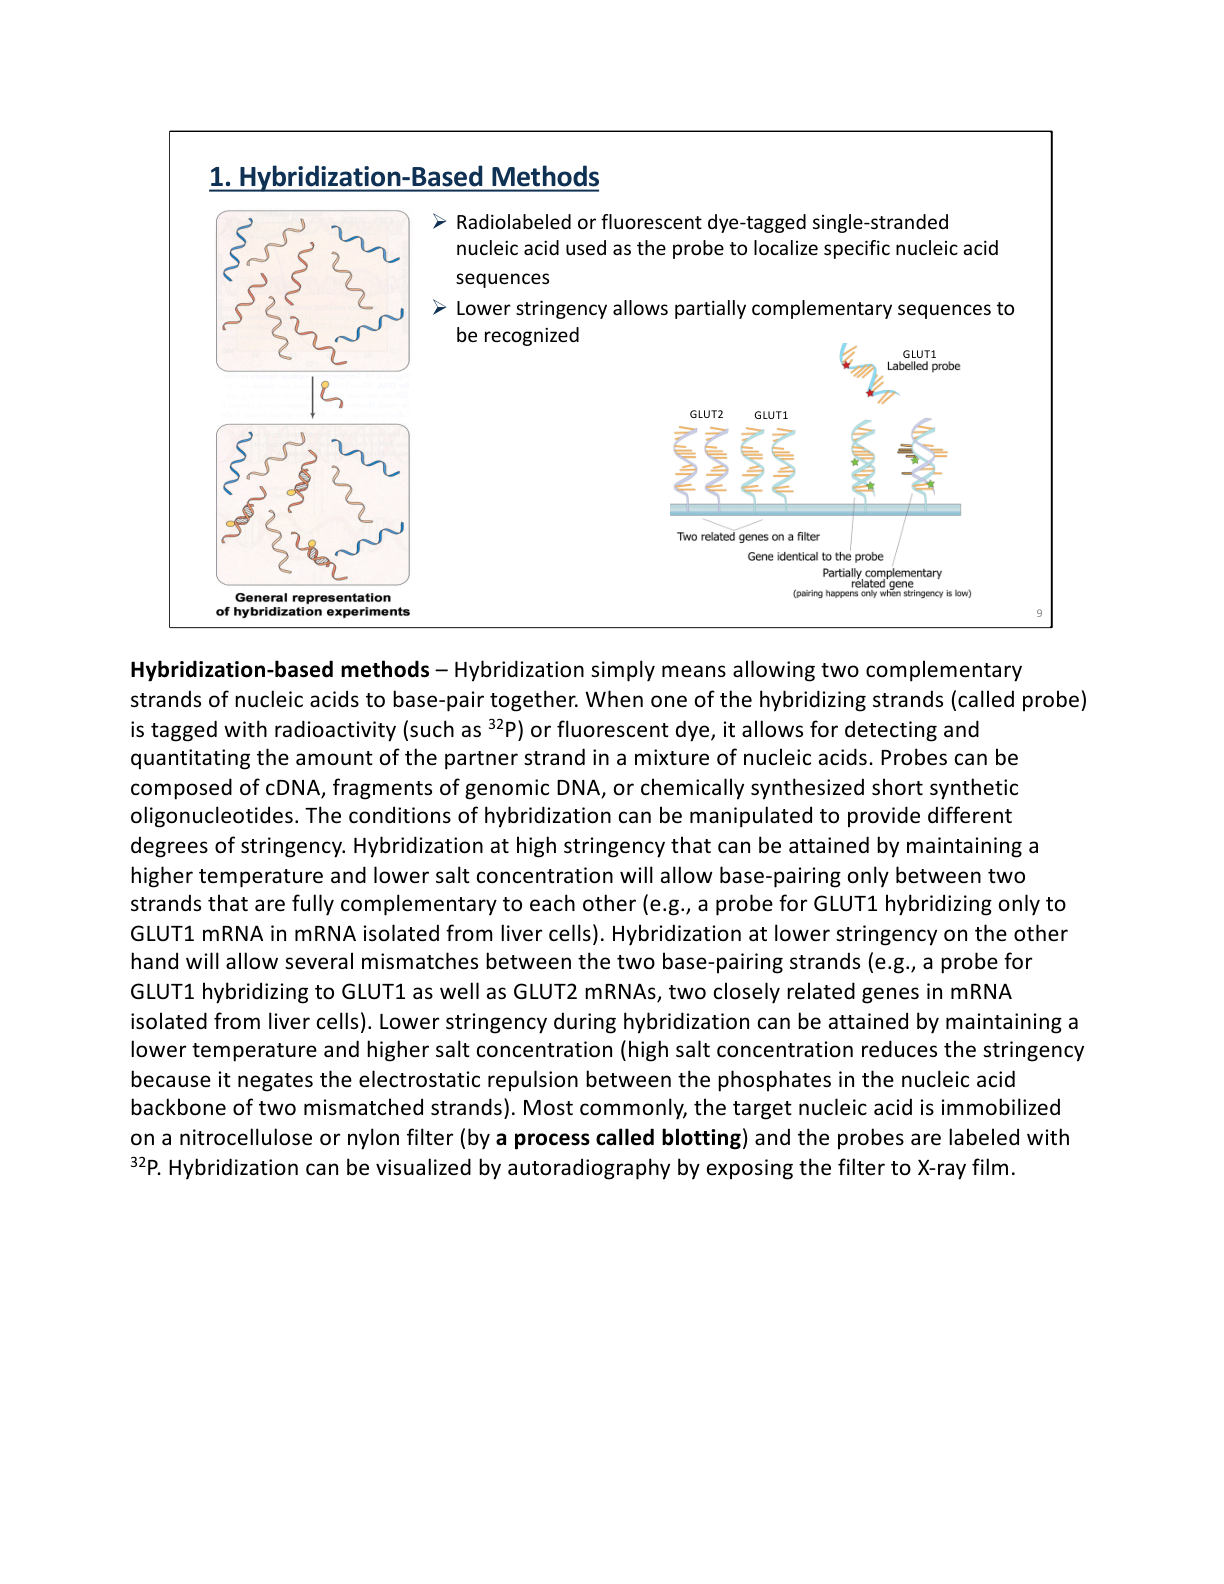 1. Hybridization-Based Methods
➢ Radiolabeled or fluorescent dye-tagged single-stranded
nucleic acid used as the probe to localize specific nucleic acid
sequences
➢ Lower stringency allows partially complementary sequences to
be recognized
GLUT1
Labelled probe
GLUT2 GLUT1
Two related genes on a filter
Gene identical to the probe
Partially complementary
related gene
(pairing happens only when stringency is low)
General representation
of hybridization experiments
9
Hybridization-based methods – Hybridization simply means allowing two complementary
strands of nucleic acids to base-pair together. When one of the hybridizing strands (called probe)
is tagged with radioactivity (such as ³²P) or fluorescent dye, it allows for detecting and
quantitating the amount of the partner strand in a mixture of nucleic acids. Probes can be
composed of cDNA, fragments of genomic DNA, or chemically synthesized short synthetic
oligonucleotides. The conditions of hybridization can be manipulated to provide different
degrees of stringency. Hybridization at high stringency that can be attained by maintaining a
higher temperature and lower salt concentration will allow base-pairing only between two
strands that are fully complementary to each other (e.g., a probe for GLUT1 hybridizing only to
GLUT1 mRNA in mRNA isolated from liver cells). Hybridization at lower stringency on the other
hand will allow several mismatches between the two base-pairing strands (e.g., a probe for
GLUT1 hybridizing to GLUT1 as well as GLUT2 mRNAs, two closely related genes in mRNA
isolated from liver cells). Lower stringency during hybridization can be attained by maintaining a
lower temperature and higher salt concentration (high salt concentration reduces the stringency
because it negates the electrostatic repulsion between the phosphates in the nucleic acid
backbone of two mismatched strands). Most commonly, the target nucleic acid is immobilized
on a nitrocellulose or nylon filter (by a process called blotting) and the probes are labeled with
³²P. Hybridization can be visualized by autoradiography by exposing the filter to X-ray film.